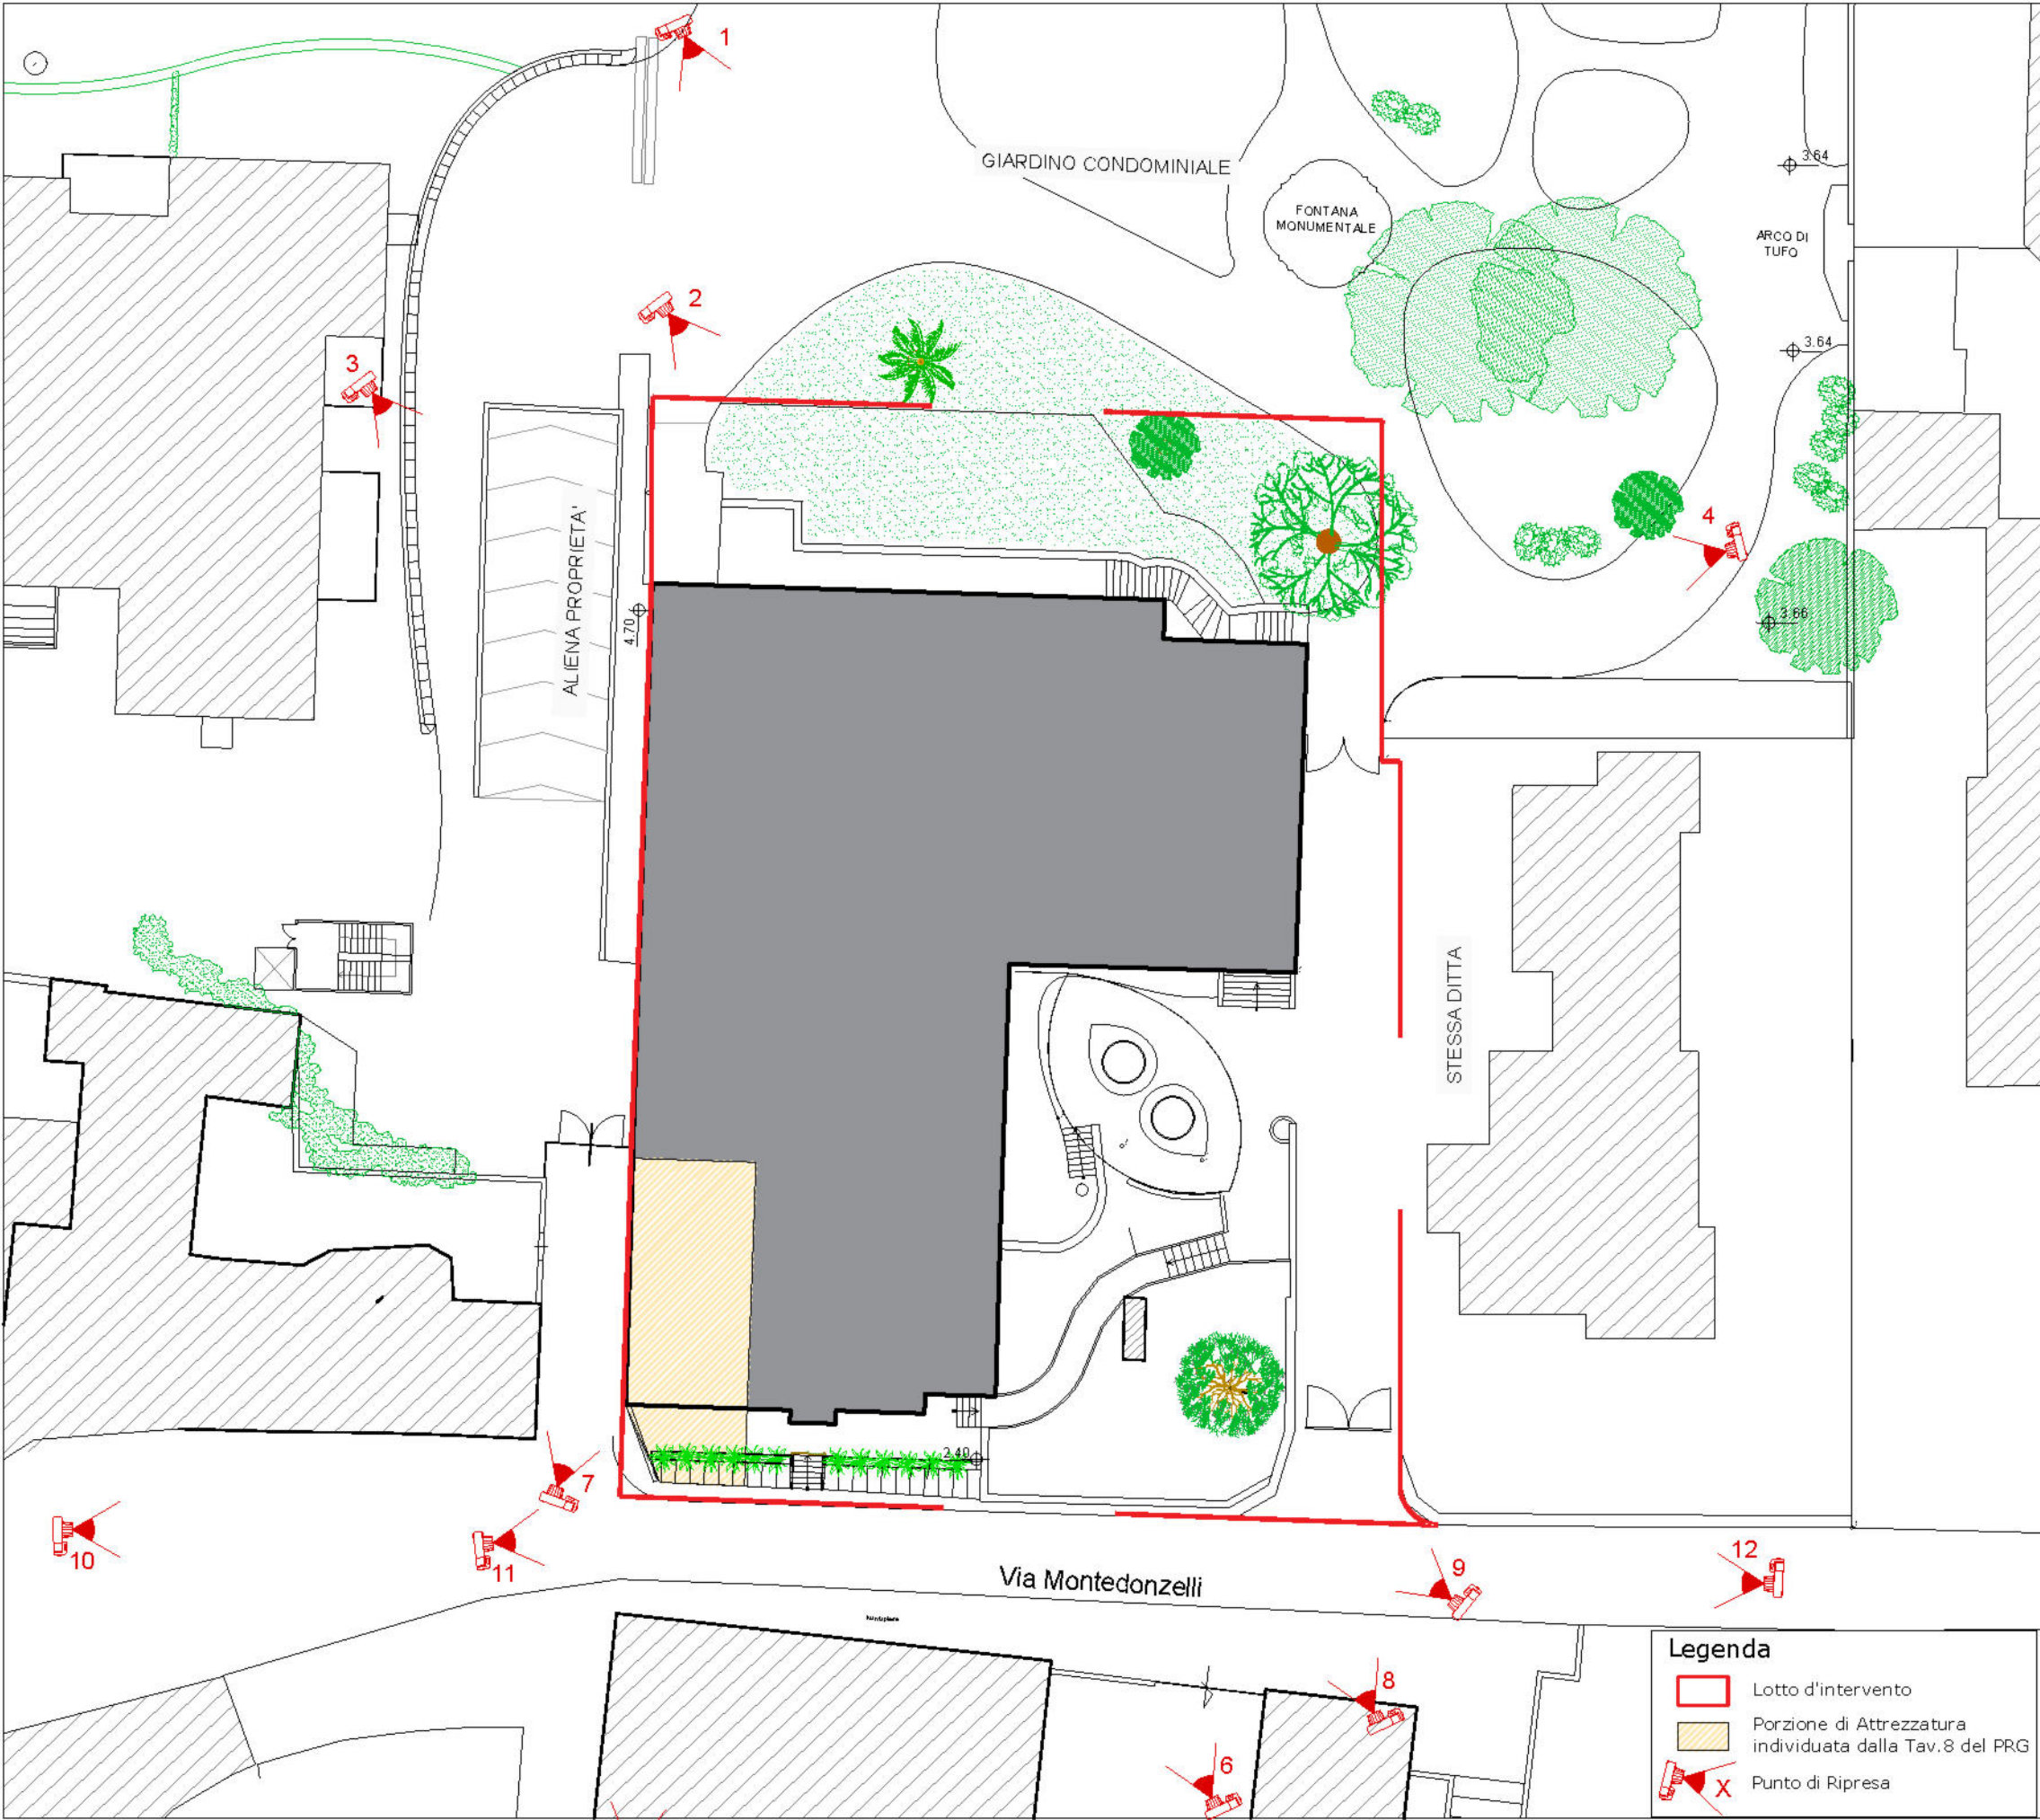 1
GIARDINO CONDOMINIALE
3.64
FONTANA
MONUMENTALE
ARCO DI
TUFO
2
3.64
3
4
ALIENA PROPRIETA'
4.70
3.66
STESSA DITTA
2.40
7
10
11
9
12
Via Montedonzelli
8
6
Legenda
Lotto d'intervento
Porzione di Attrezzatura
individuata dalla Tav.8 del PRG
X Punto di Ripresa